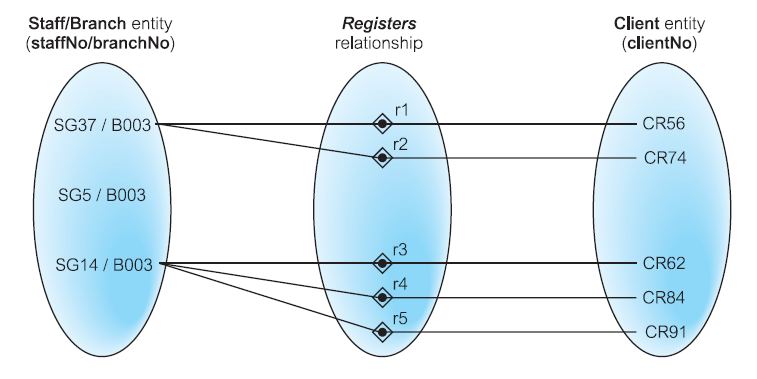 Staff/Branch entity
(staffNo/branchNo)
Registers
relationship
Client entity
(clientNo)
SG37 / B003
r1
CR56
r2
CR74
SG5 / B003
SG14 / B003
r3
CR62
r4
CR84
r5
CR91